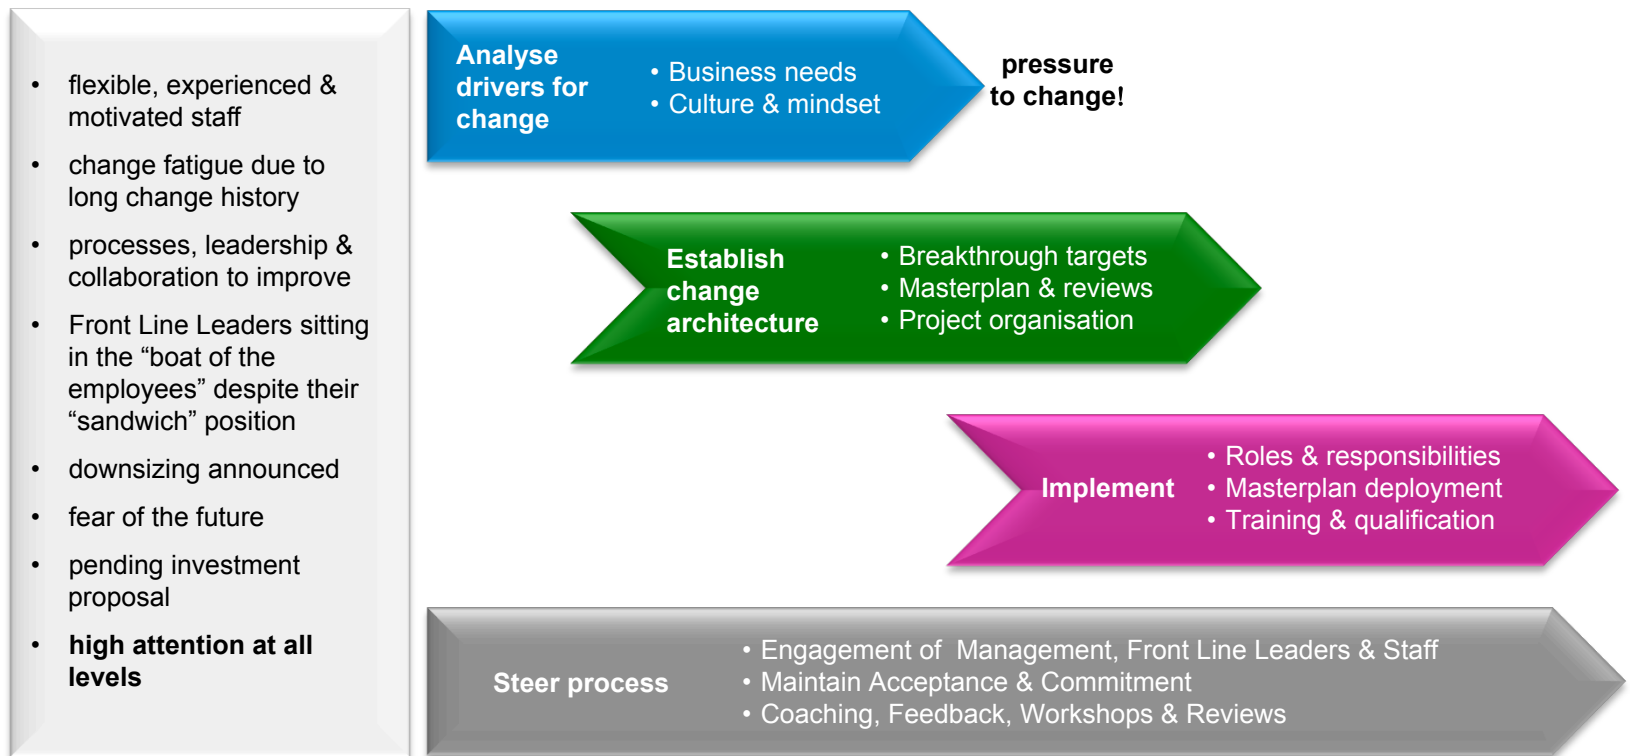 • flexible, experienced &
motivated staff
• change fatigue due to
long change history
• processes, leadership &
collaboration to improve
• Front Line Leaders sitting
in the “boat of the
employees” despite their
“sandwich” position
• downsizing announced
• fear of the future
• pending investment
proposal
• high attention at all
levels
Analyse
drivers for
change
• Business needs
• Culture & mindset
pressure
to change!
Establish
change
architecture
• Breakthrough targets
• Masterplan & reviews
• Project organisation
Implement
• Roles & responsibilities
• Masterplan deployment
• Training & qualification
Steer process
• Engagement of  Management, Front Line Leaders & Staff
• Maintain Acceptance & Commitment
• Coaching, Feedback, Workshops & Reviews